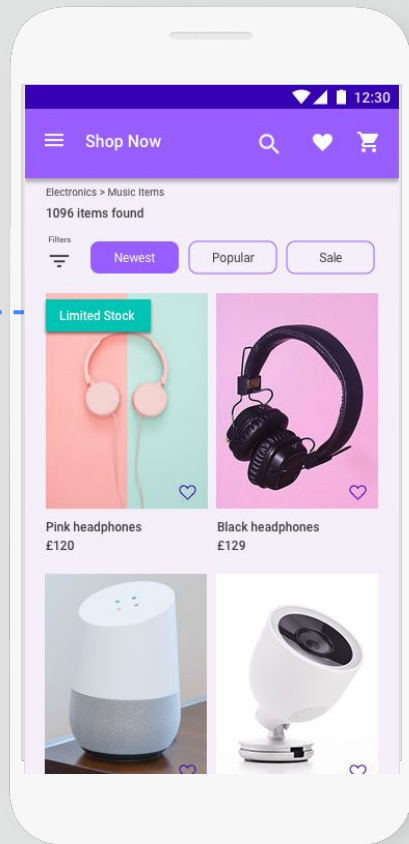 12:30
Shop Now
Electronics > Music Items
1096 items found
Filters
Newest Popular Sale
Limited Stock
Pink headphones Black headphones
£120 £129